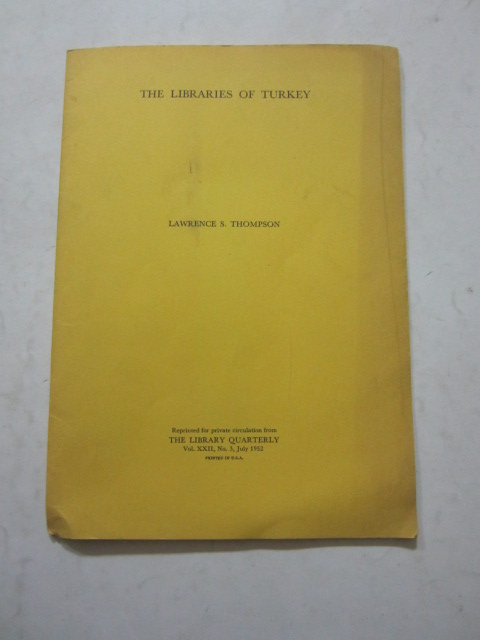 THE LIBRARIES OF TURKEY
LAWRENCE S. THOMPSON
Reprinted for private circulation from
THE LIBRARY QUARTERLY
Vol. XXII, No. 3, July 1952
PRINTED IN U.S.A.